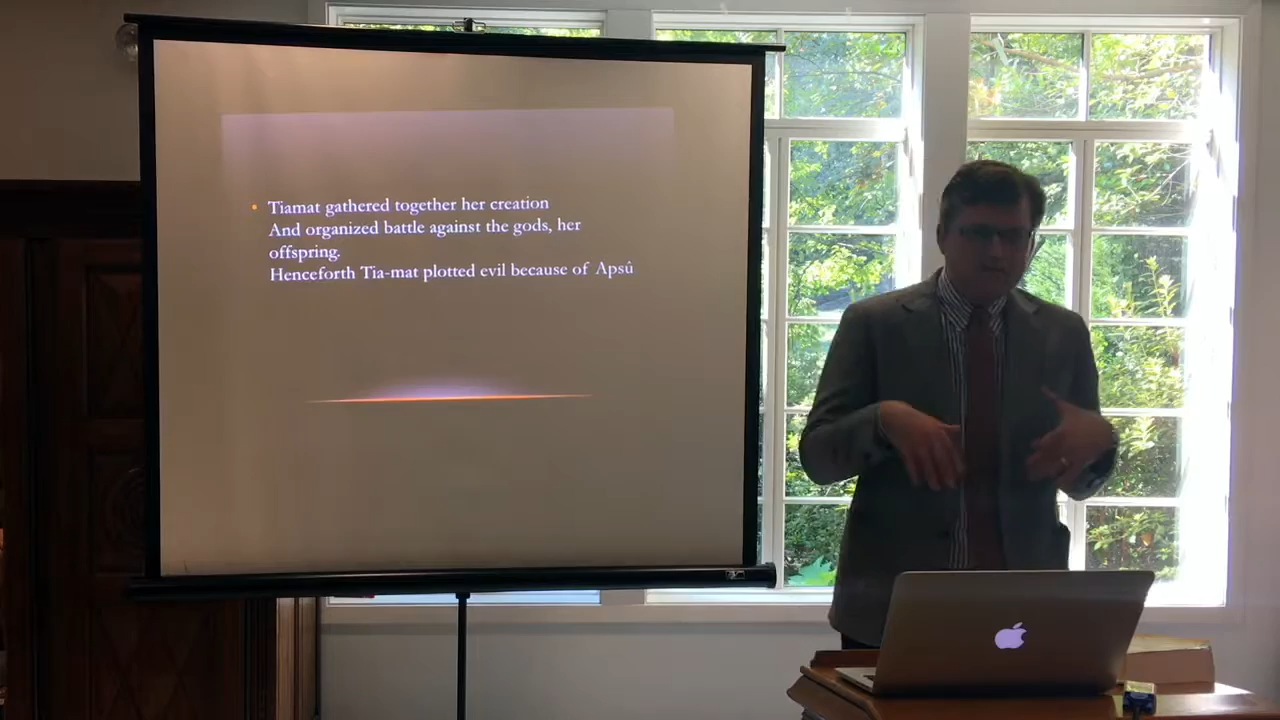 Tiamat gathered together her creation
And organized battle against the gods, her
offspring.
Henceforth Tia-mat plotted evil because of Apsû